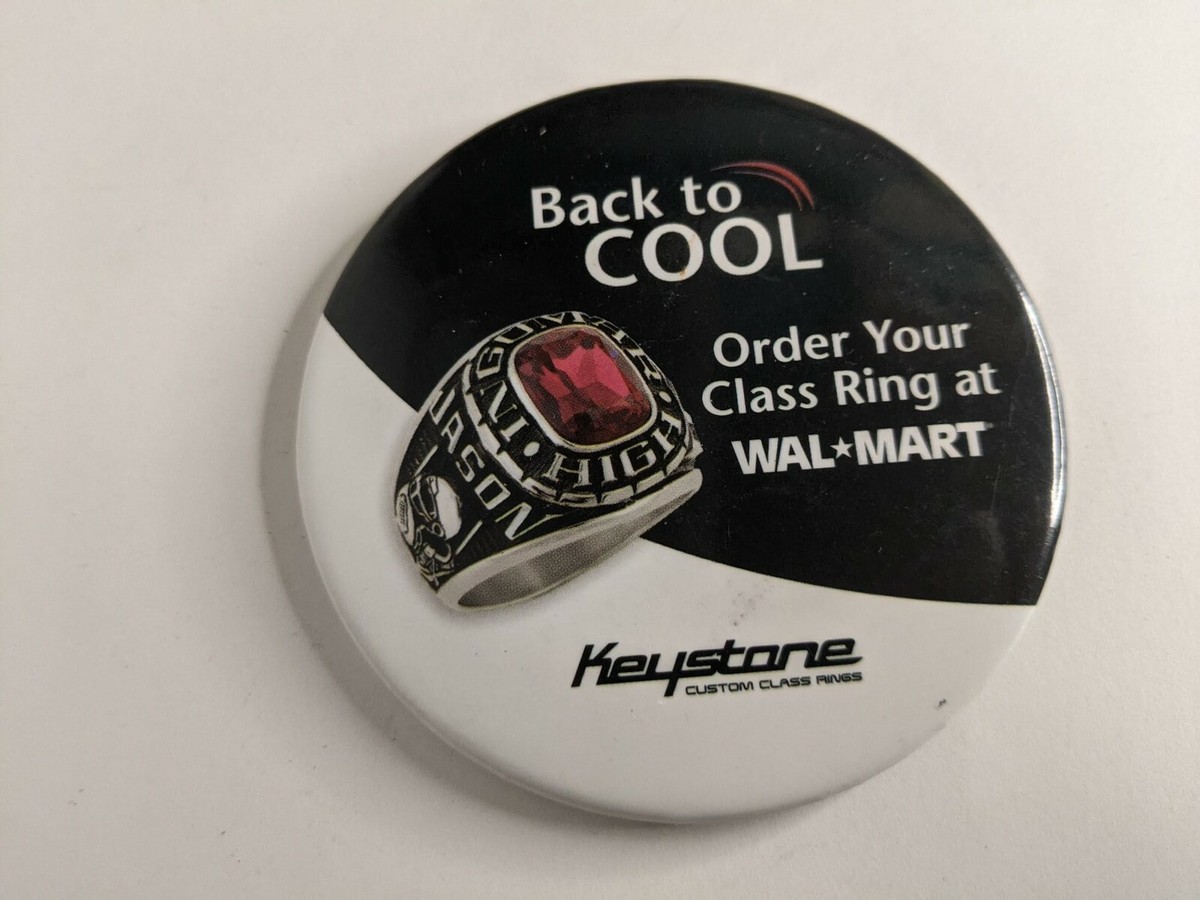 Back to
COOL
Order Your
Class Ring at
WAL★MART
HIGH
JASON
Keystone
CUSTOM CLASS RINGS